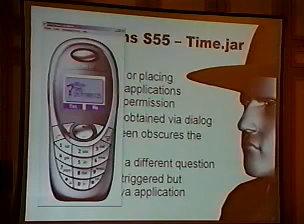 ns S55 – Time.jar
or placing
applications
permission
obtained via dialog
een obscures the
a different question
triggered but
va application